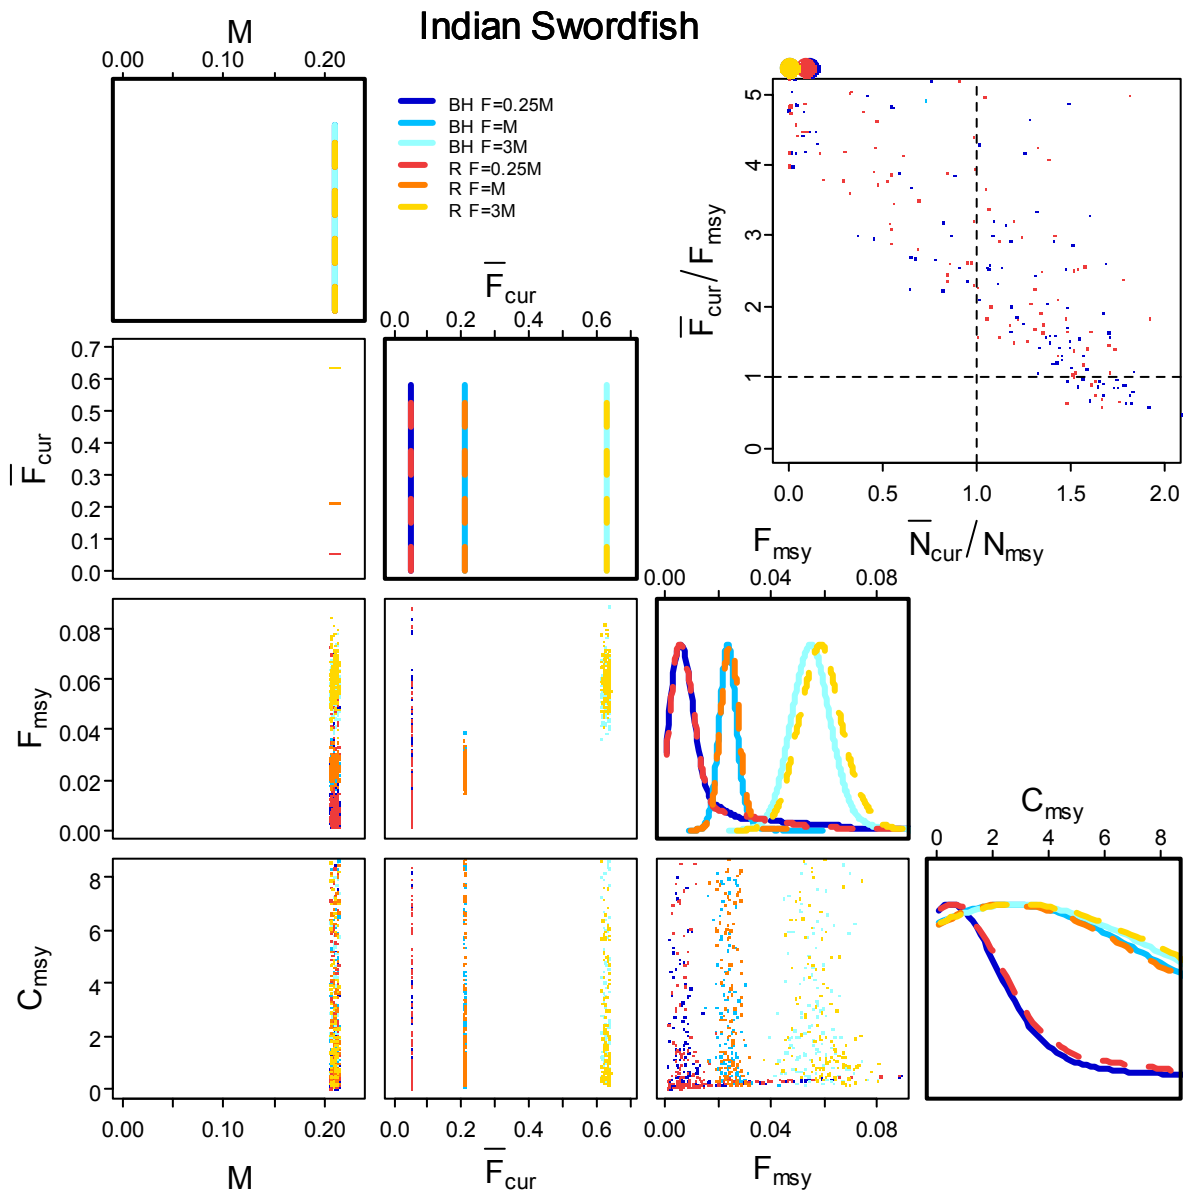 Indian Swordfish
M
0.00 0.10 0.20
BH F=0.25M
BH F=M
BH F=3M
R F=0.25M
R F=M
R F=3M
F̅cur
0.0 0.2 0.6
F̅cur/Fmsy
5
4
3
2
1
0
0.0 0.5 1.0 1.5 2.0
N̅cur/Nmsy
F̅cur
0.7
0.6
0.5
0.4
0.3
0.2
0.1
0.0
Fmsy
0.00 0.04 0.08
Fmsy
0.08
0.06
0.04
0.02
0.00
Cmsy
0 2 4 6 8
Cmsy
8
6
4
2
0
0.00 0.10 0.20
M
0.0 0.2 0.4 0.6
F̅cur
0.00 0.04 0.08
Fmsy